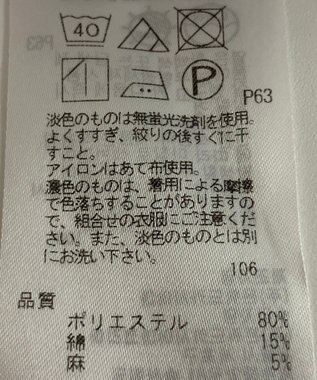 40
P
P63
淡色のものは無蛍光洗剤を使用。
よくすすぎ、絞りの後すぐに干
すこと。
アイロンはあて布使用。
濃色のものは、着用による摩擦
で色落ちすることがありますの
で、組合せの衣服にご注意くだ
さい。また、淡色のものとは別
にお洗い下さい。
106
品質
ポリエステル 80%
綿 15%
麻 5%